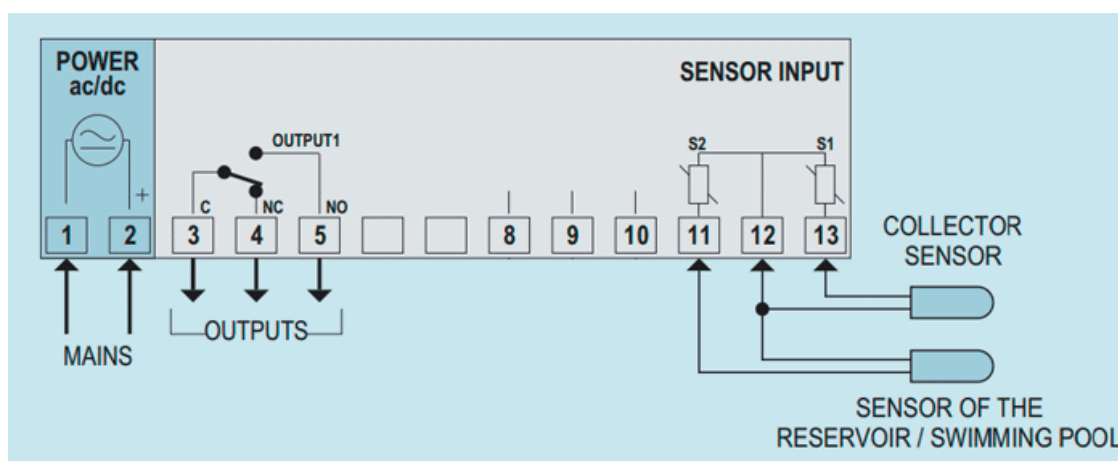 POWER
ac/dc
SENSOR INPUT
OUTPUT1
S2
S1
+
C
NC
NO
1
2
3
4
5
8
9
10
11
12
13
COLLECTOR
SENSOR
OUTPUTS
MAINS
SENSOR OF THE
RESERVOIR / SWIMMING POOL